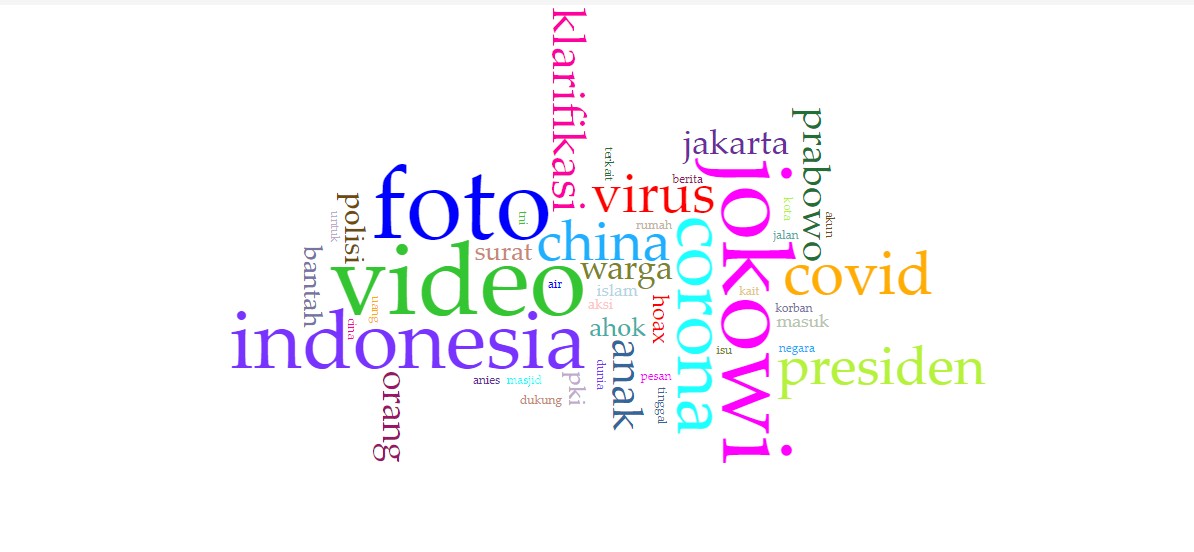 klarifikasi
prabowo
jakarta
terkait
foto
virus
berita
jokowi
polisi
untuk
tni
rumah
kota
akun
jalan
china
corona
surat
warga
covid
bantah
video
air
islam
kait
hoax
aksi
uang
cina
korban
masuk
indonesia
ahok
anak
isu
negara
presiden
orang
anies
masjid
pki
dunia
pesan
dukung
tinggal